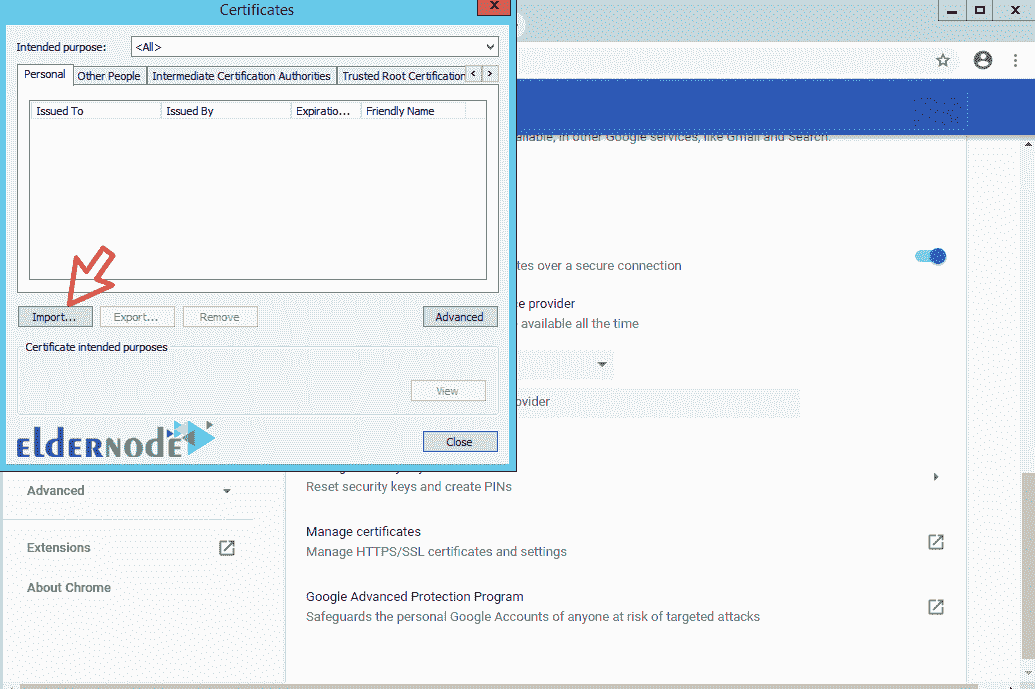 Certificates
Intended purpose: <All>
Personal Other People Intermediate Certification Authorities Trusted Root Certification
Issued To Issued By Expiratio... Friendly Name
Import... Export... Remove Advanced
Certificate intended purposes
View
ELDERNODE
Close
available, in other Google services, like Gmail and Search.
tes over a secure connection
e provider
available all the time
ovider
Advanced
Extensions
About Chrome
Reset security keys and create PINs
Manage certificates
Manage HTTPS/SSL certificates and settings
Google Advanced Protection Program
Safeguards the personal Google Accounts of anyone at risk of targeted attacks